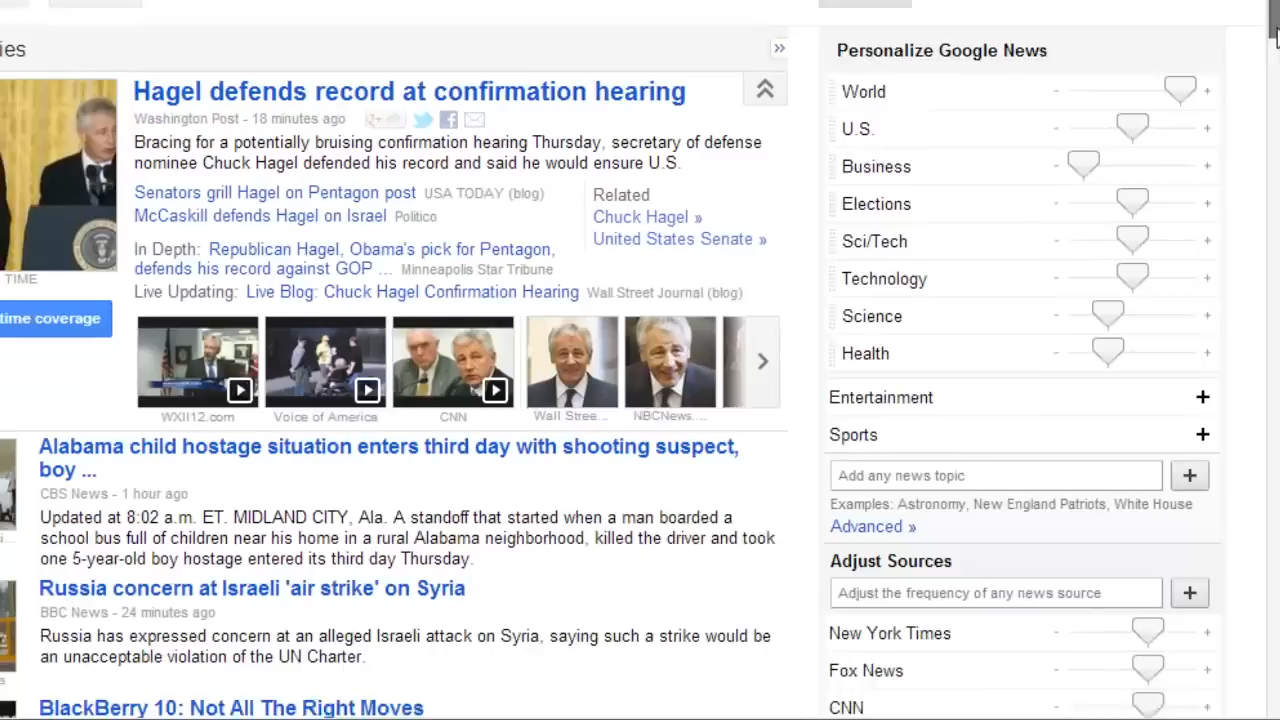 ies
»
Hagel defends record at confirmation hearing
Washington Post - 18 minutes ago
Bracing for a potentially bruising confirmation hearing Thursday, secretary of defense
nominee Chuck Hagel defended his record and said he would ensure U.S.
Senators grill Hagel on Pentagon post USA TODAY (blog)
McCaskill defends Hagel on Israel Politico
Related
Chuck Hagel »
United States Senate »
In Depth: Republican Hagel, Obama's pick for Pentagon,
defends his record against GOP ... Minneapolis Star Tribune
Live Updating: Live Blog: Chuck Hagel Confirmation Hearing Wall Street Journal (blog)
TIME
time coverage
WXII12.com
Voice of America
CNN
Wall Stree...
NBCNews....
Alabama child hostage situation enters third day with shooting suspect,
boy ...
CBS News - 1 hour ago
Updated at 8:02 a.m. ET. MIDLAND CITY, Ala. A standoff that started when a man boarded a
school bus full of children near his home in a rural Alabama neighborhood, killed the driver and took
one 5-year-old boy hostage entered its third day Thursday.
Russia concern at Israeli 'air strike' on Syria
BBC News - 24 minutes ago
Russia has expressed concern at an alleged Israeli attack on Syria, saying such a strike would be
an unacceptable violation of the UN Charter.
BlackBerry 10: Not All The Right Moves
Personalize Google News
World - +
U.S. - +
Business - +
Elections - +
Sci/Tech - +
Technology - +
Science - +
Health - +
Entertainment +
Sports +
Add any news topic +
Examples: Astronomy, New England Patriots, White House
Advanced »
Adjust Sources
Adjust the frequency of any news source +
New York Times - +
Fox News - +
CNN - +